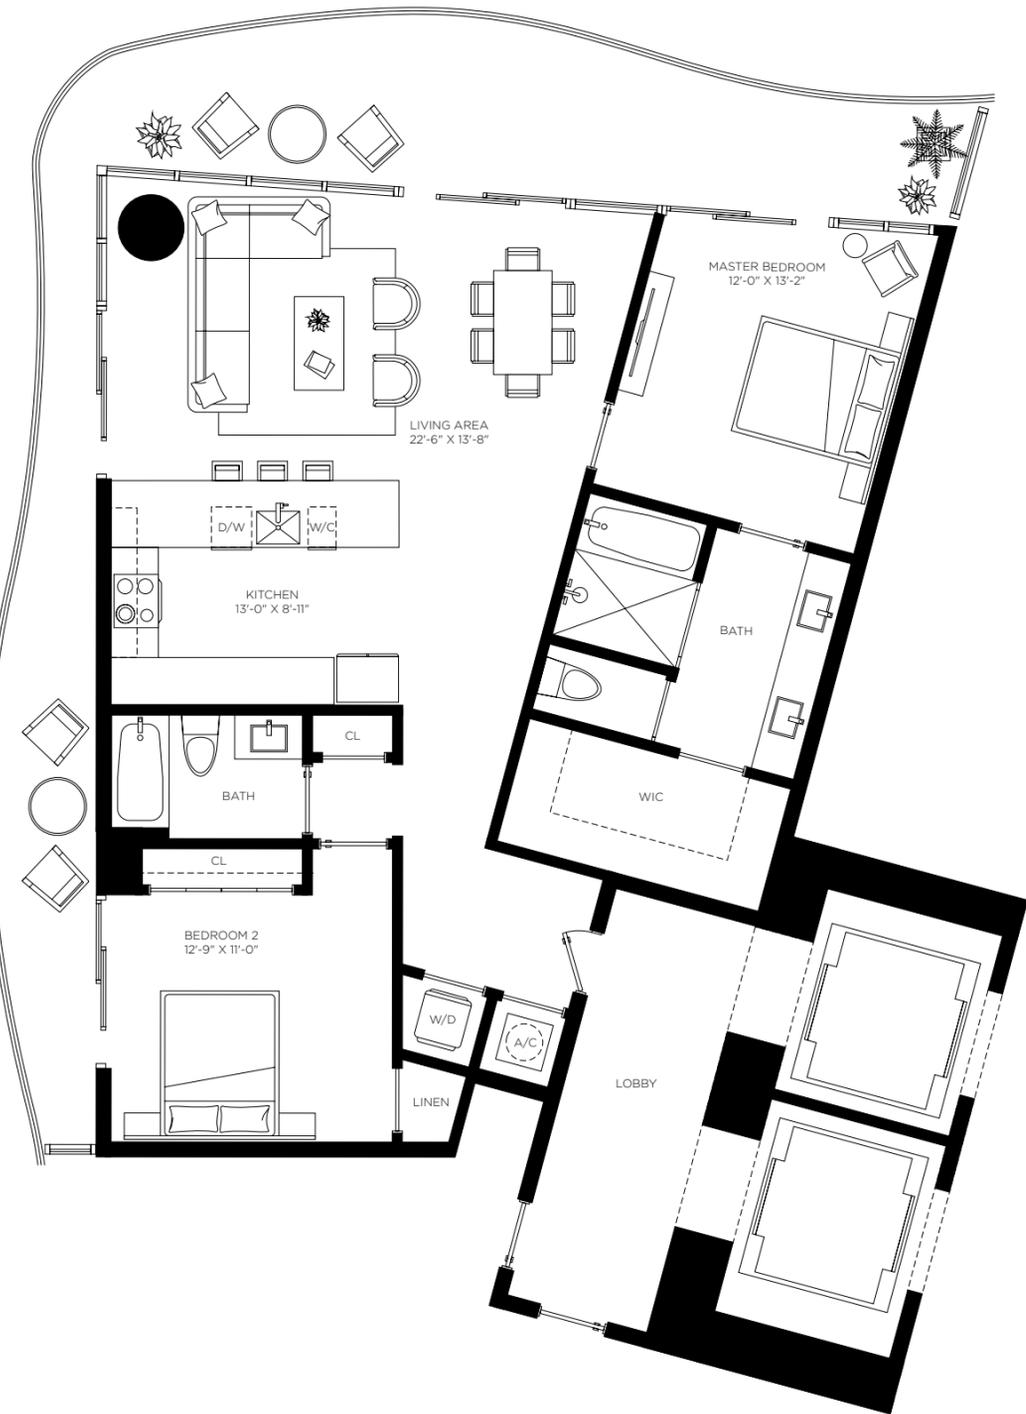 MASTER BEDROOM
12'-0" X 13'-2"
LIVING AREA
22'-6" X 13'-8"
D/W
W/C
KITCHEN
13'-0" X 8'-11"
BATH
CL
BATH
WIC
CL
BEDROOM 2
12'-9" X 11'-0"
W/D
A/C
LOBBY
LINEN